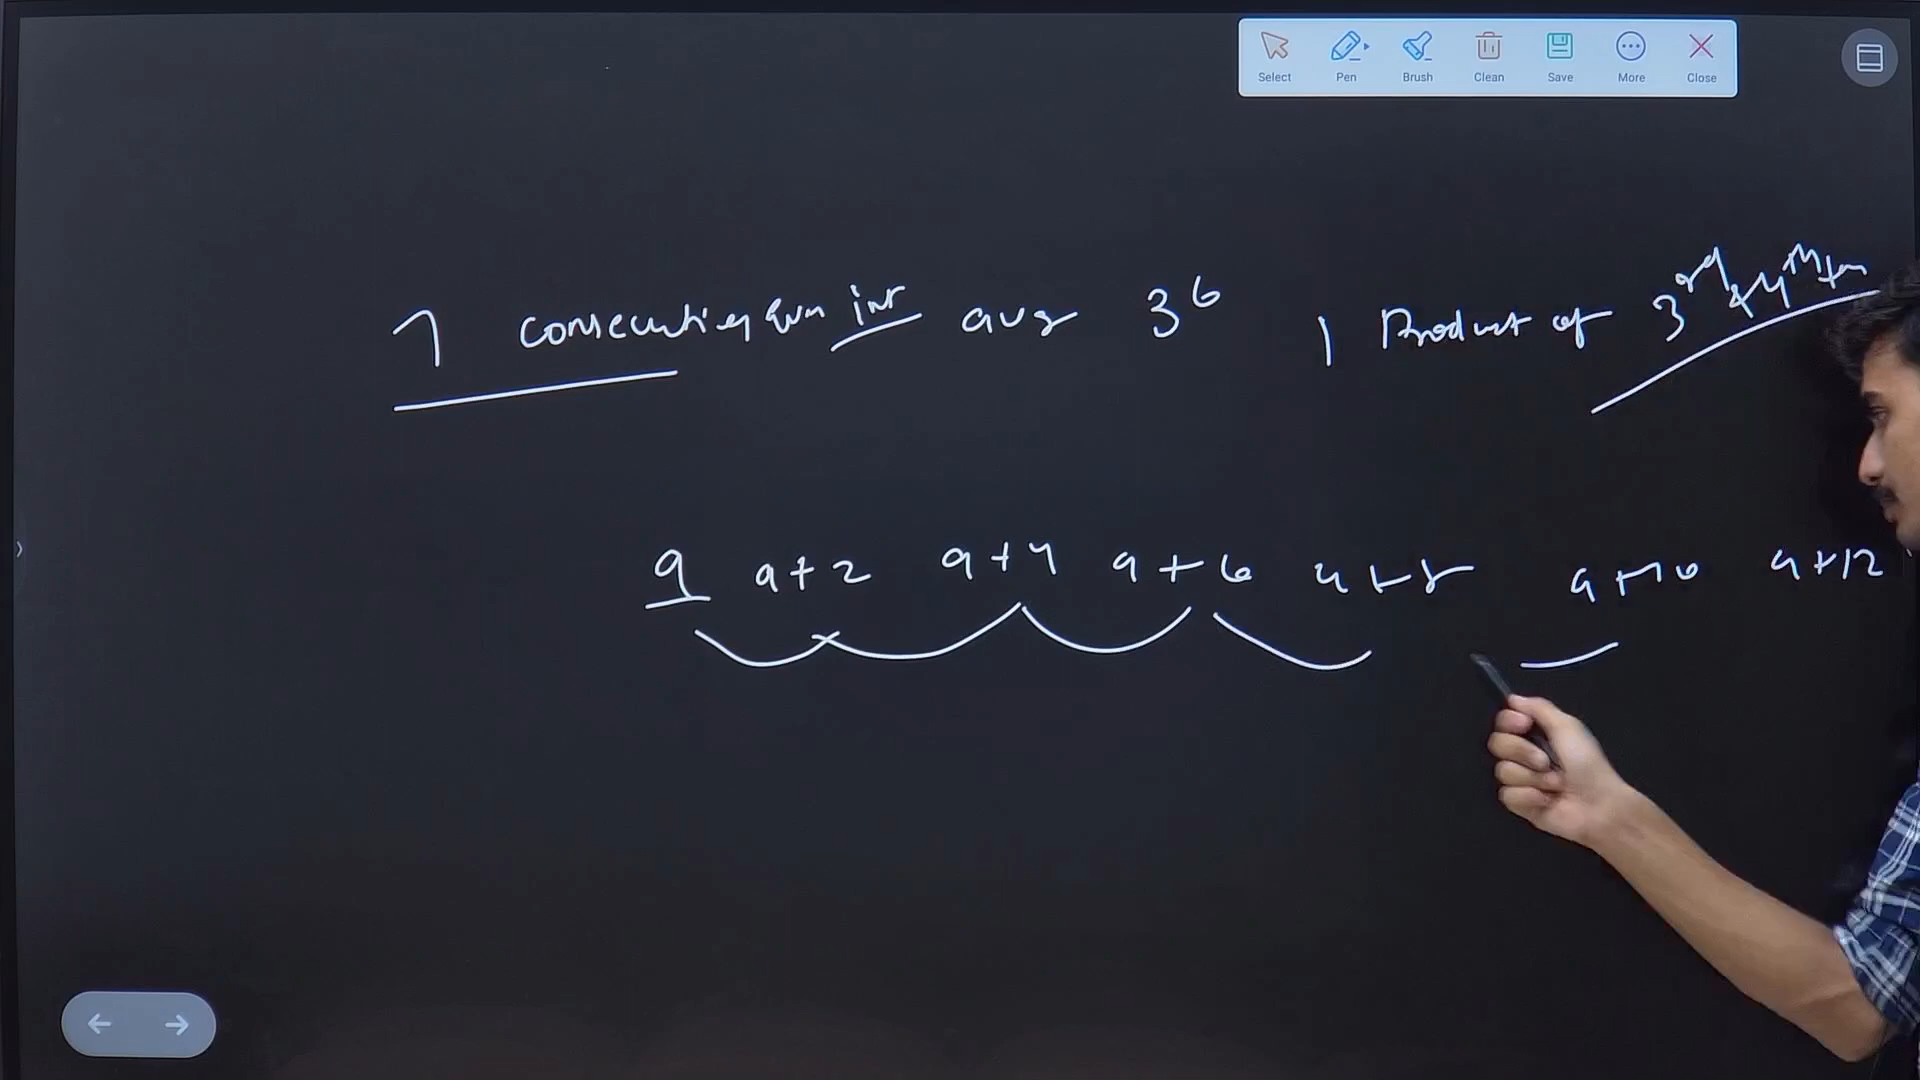 Select Pen Brush Clean Save More Close
7 consecutive even int avg 36 | Product of 3rd & 4th term
a a+2 a+4 a+6 a+8 a+10 a+12